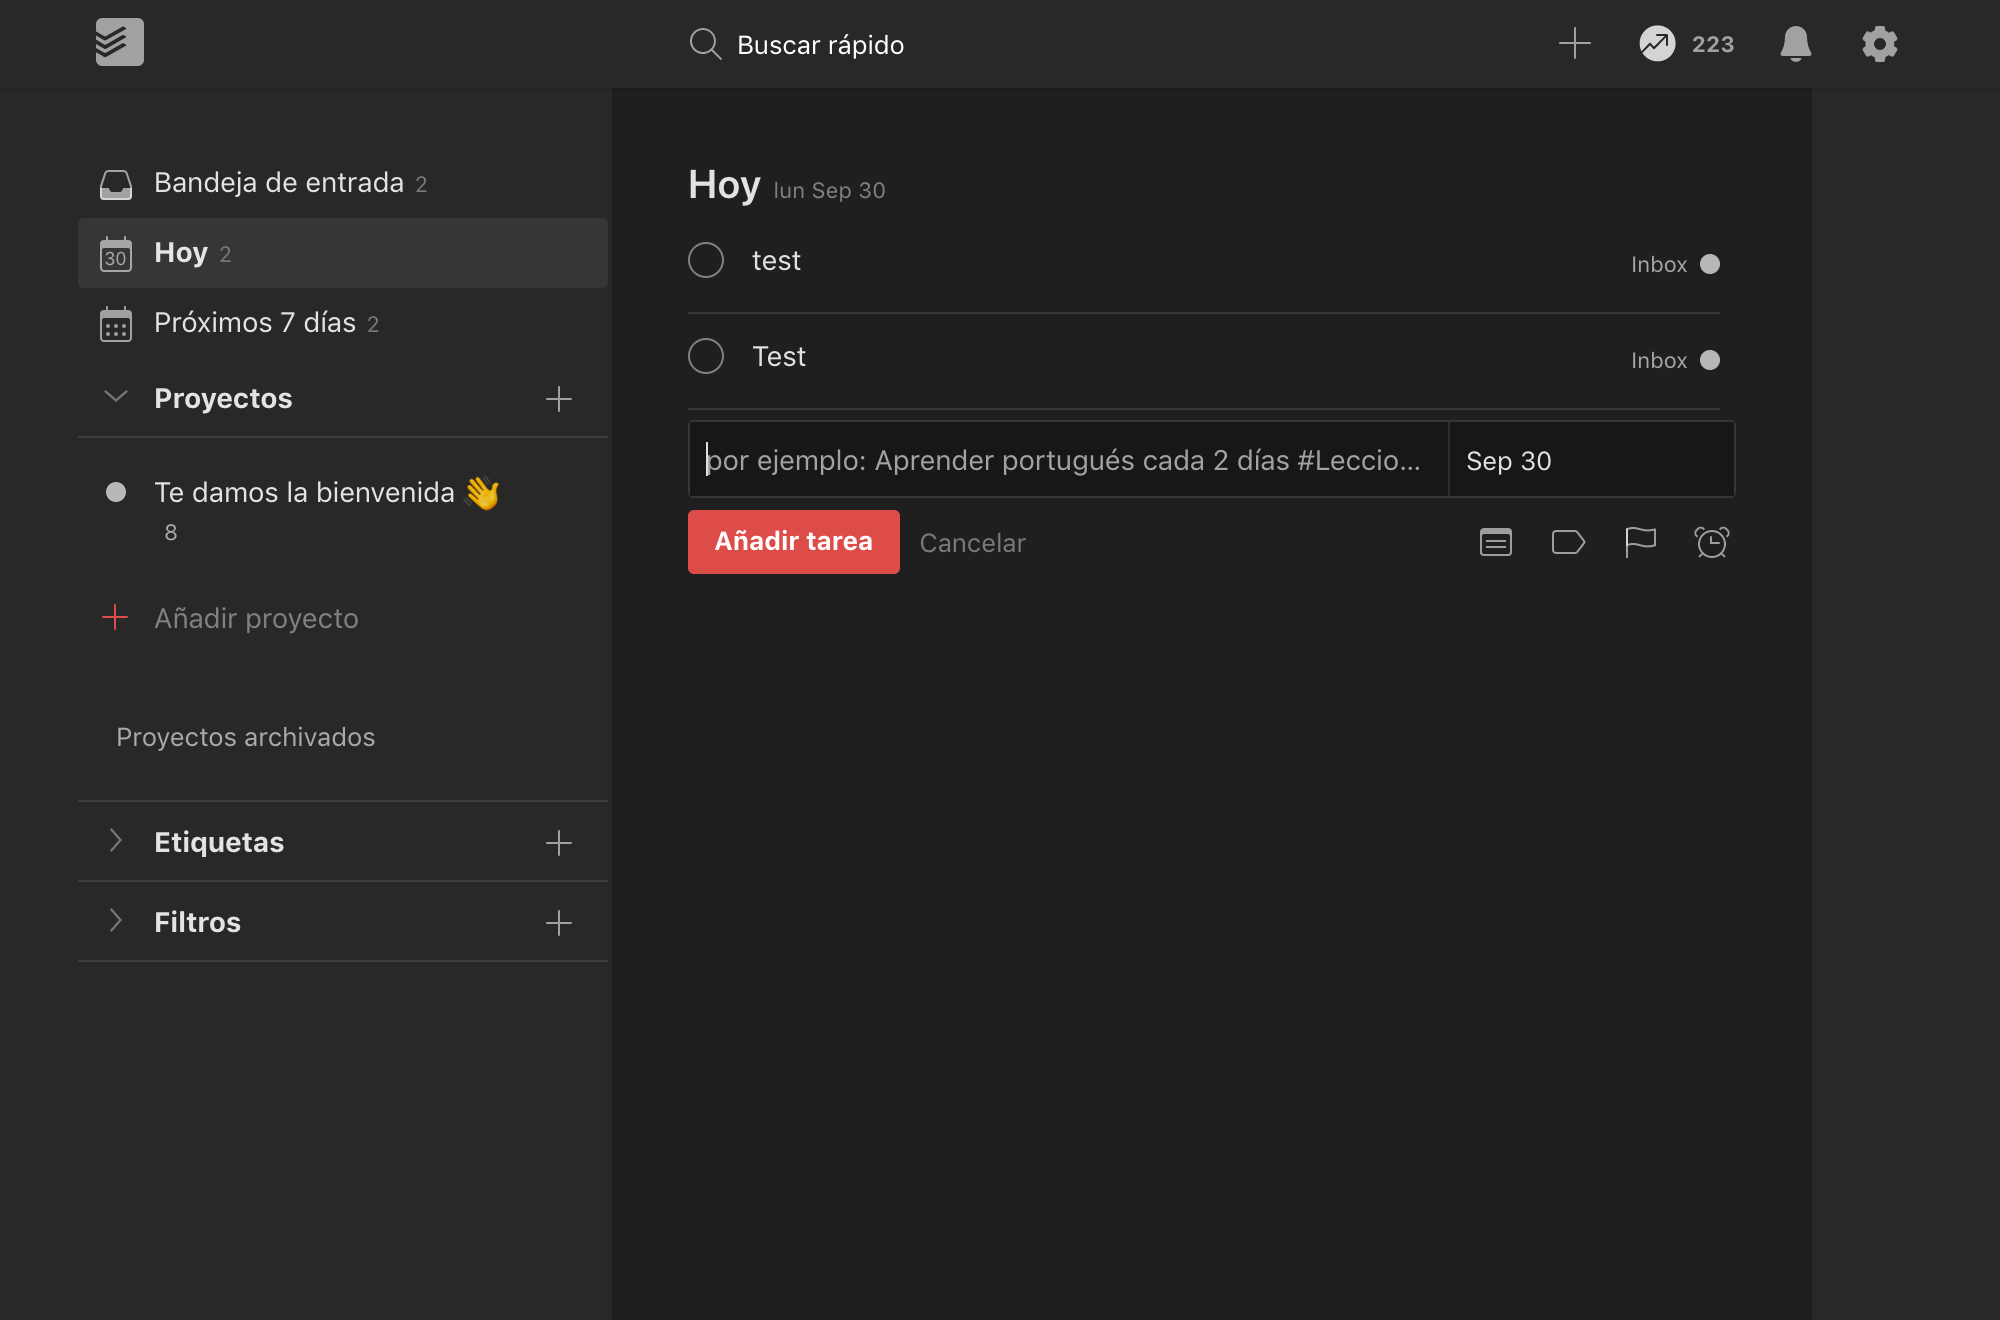 Buscar rápido
223
Bandeja de entrada 2
30 Hoy 2
Próximos 7 días 2
Proyectos
Te damos la bienvenida 👋
8
Añadir proyecto
Proyectos archivados
Etiquetas
Filtros
Hoy lun Sep 30
test Inbox
Test Inbox
por ejemplo: Aprender portugués cada 2 días #Leccio... Sep 30
Añadir tarea Cancelar